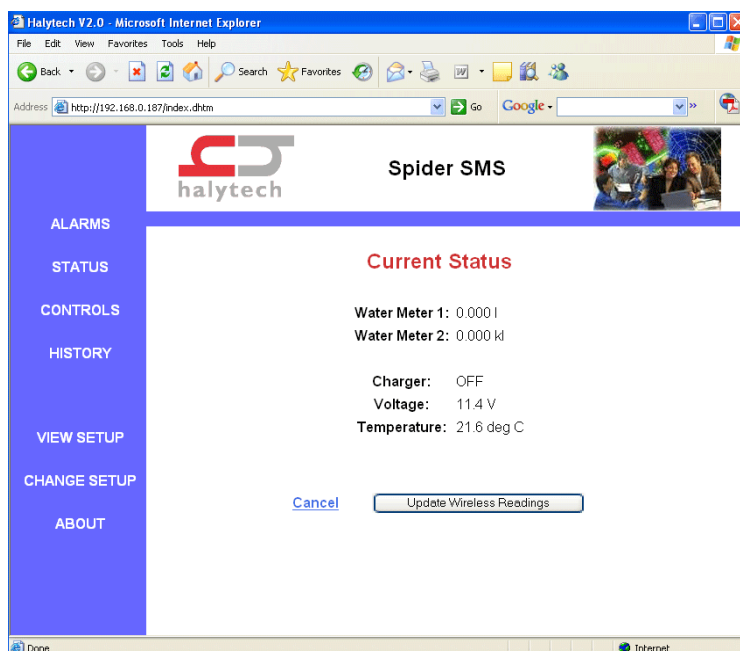 Halytech V2.0 - Microsoft Internet Explorer
File Edit View Favorites Tools Help
Back Search Favorites
Address http://192.168.0.187/index.dhtm Go Google
halytech
Spider SMS
ALARMS
STATUS
CONTROLS
HISTORY
VIEW SETUP
CHANGE SETUP
ABOUT
Current Status
Water Meter 1: 0.000 l
Water Meter 2: 0.000 kl
Charger: OFF
Voltage: 11.4 V
Temperature: 21.6 deg C
Cancel Update Wireless Readings
Done Internet